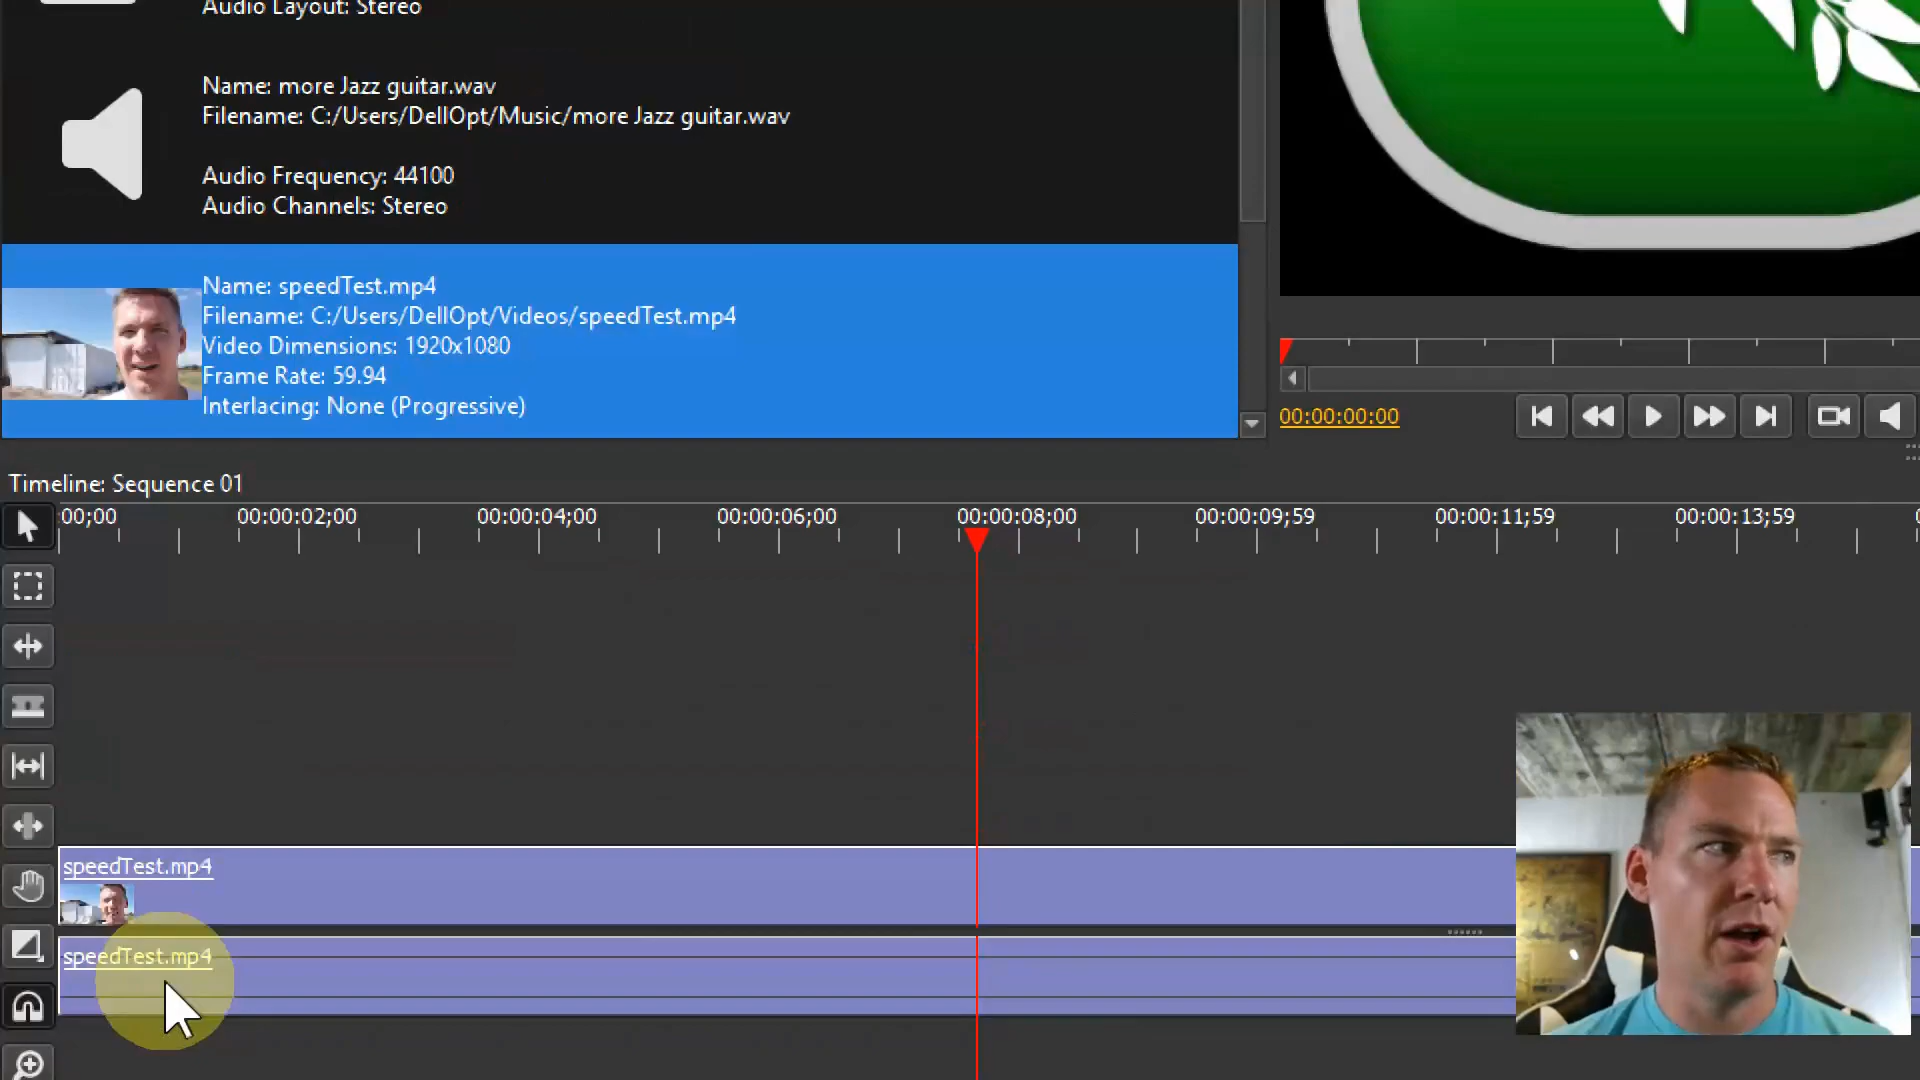 Audio Layout: Stereo
Name: more Jazz guitar.wav
Filename: C:/Users/DellOpt/Music/more Jazz guitar.wav
Audio Frequency: 44100
Audio Channels: Stereo
Name: speedTest.mp4
Filename: C:/Users/DellOpt/Videos/speedTest.mp4
Video Dimensions: 1920x1080
Frame Rate: 59.94
Interlacing: None (Progressive)
00:00:00:00
Timeline: Sequence 01
:00;00 00:00:02;00 00:00:04;00 00:00:06;00 00:00:08;00 00:00:09;59 00:00:11;59 00:00:13;59
speedTest.mp4
speedTest.mp4